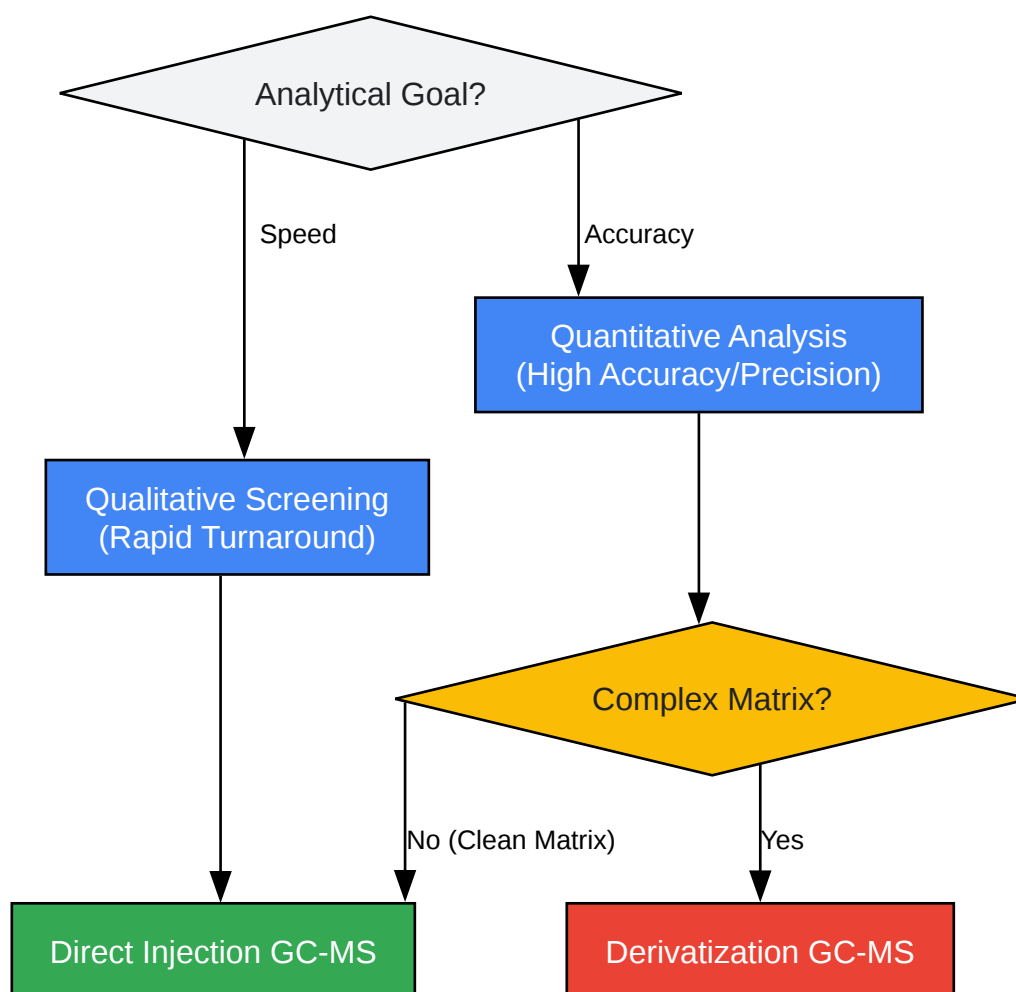 Analytical Goal?
Speed
Accuracy
Quantitative Analysis
(High Accuracy/Precision)
Qualitative Screening
(Rapid Turnaround)
Complex Matrix?
No (Clean Matrix)
Yes
Direct Injection GC-MS
Derivatization GC-MS